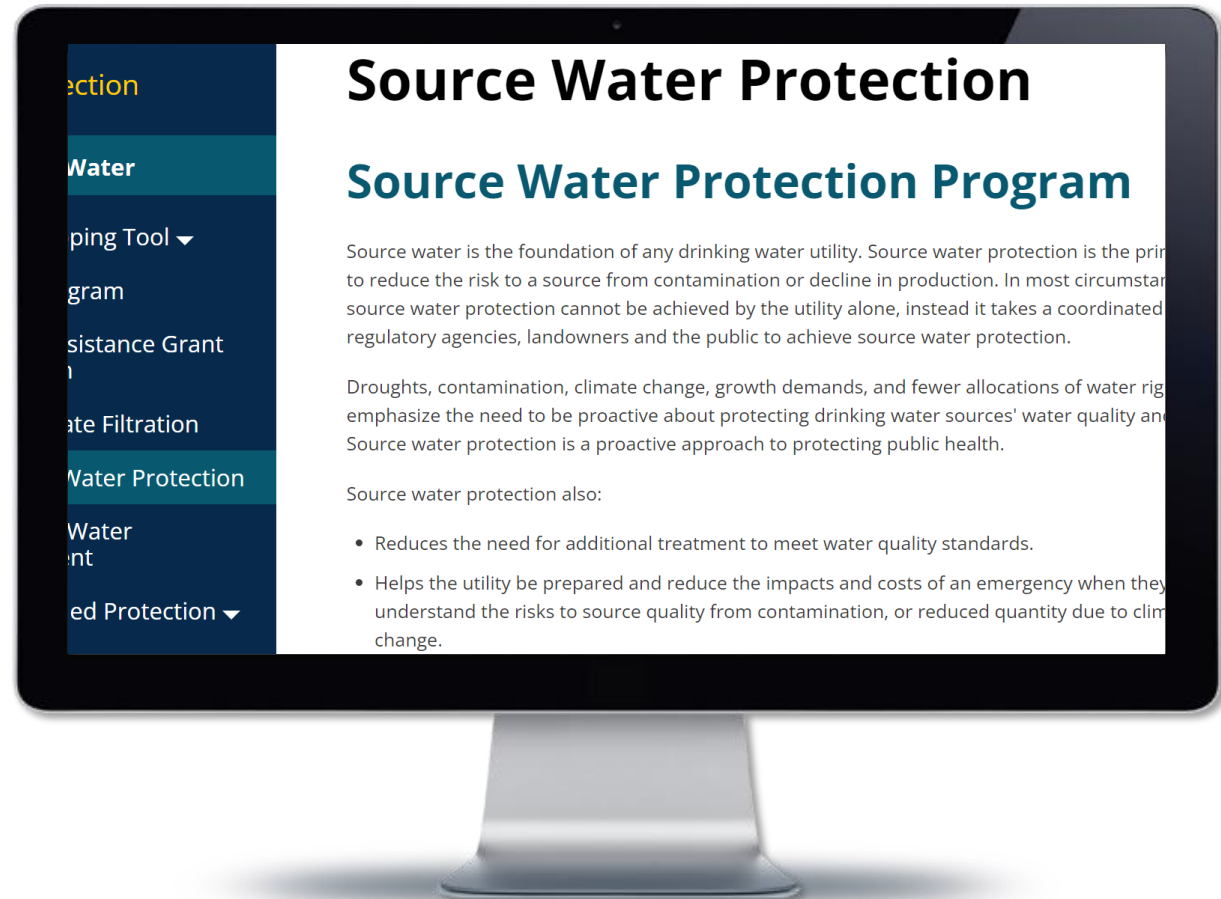 ection
Water
ping Tool
gram
sistance Grant
ate Filtration
Water Protection
Water
ent
ed Protection
Source Water Protection
Source Water Protection Program
Source water is the foundation of any drinking water utility. Source water protection is the
to reduce the risk to a source from contamination or decline in production. In most
source water protection cannot be achieved by the utility alone, instead it takes a coordinated
regulatory agencies, landowners and the public to achieve source water protection.
Droughts, contamination, climate change, growth demands, and fewer allocations of water
emphasize the need to be proactive about protecting drinking water sources' water quality
Source water protection is a proactive approach to protecting public health.
Source water protection also:
• Reduces the need for additional treatment to meet water quality standards.
• Helps the utility be prepared and reduce the impacts and costs of an emergency when they
understand the risks to source quality from contamination, or reduced quantity due to
change.